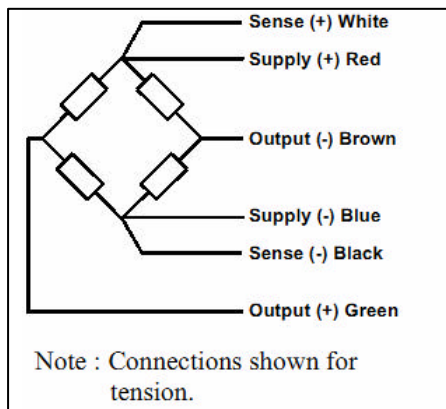 Sense (+) White
Supply (+) Red
Output (-) Brown
Supply (-) Blue
Sense (-) Black
Output (+) Green
Note : Connections shown for
tension.